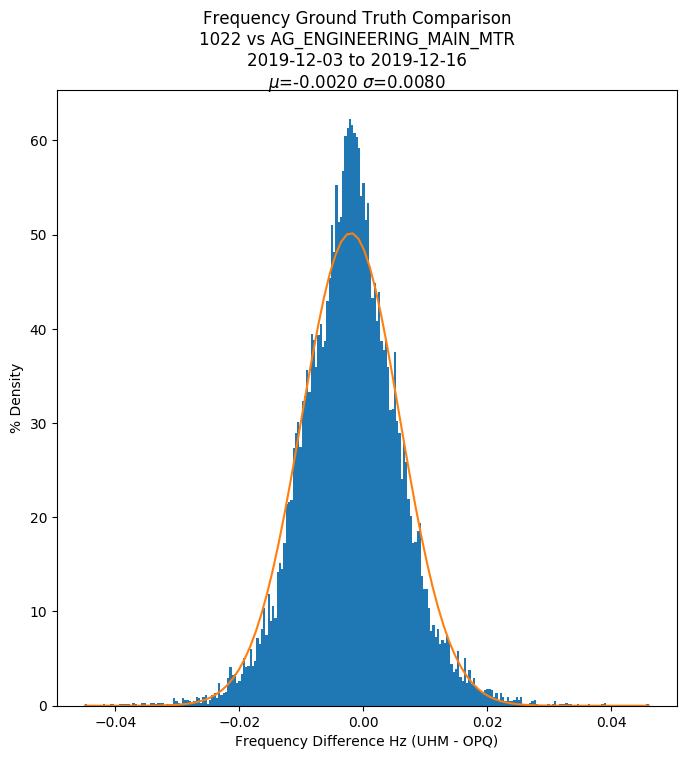 Frequency Ground Truth Comparison
1022 vs AG_ENGINEERING_MAIN_MTR
2019-12-03 to 2019-12-16
μ=-0.0020 σ=0.0080
60
50
40
30
20
10
0
% Density
−0.04 −0.02 0.00 0.02 0.04
Frequency Difference Hz (UHM - OPQ)